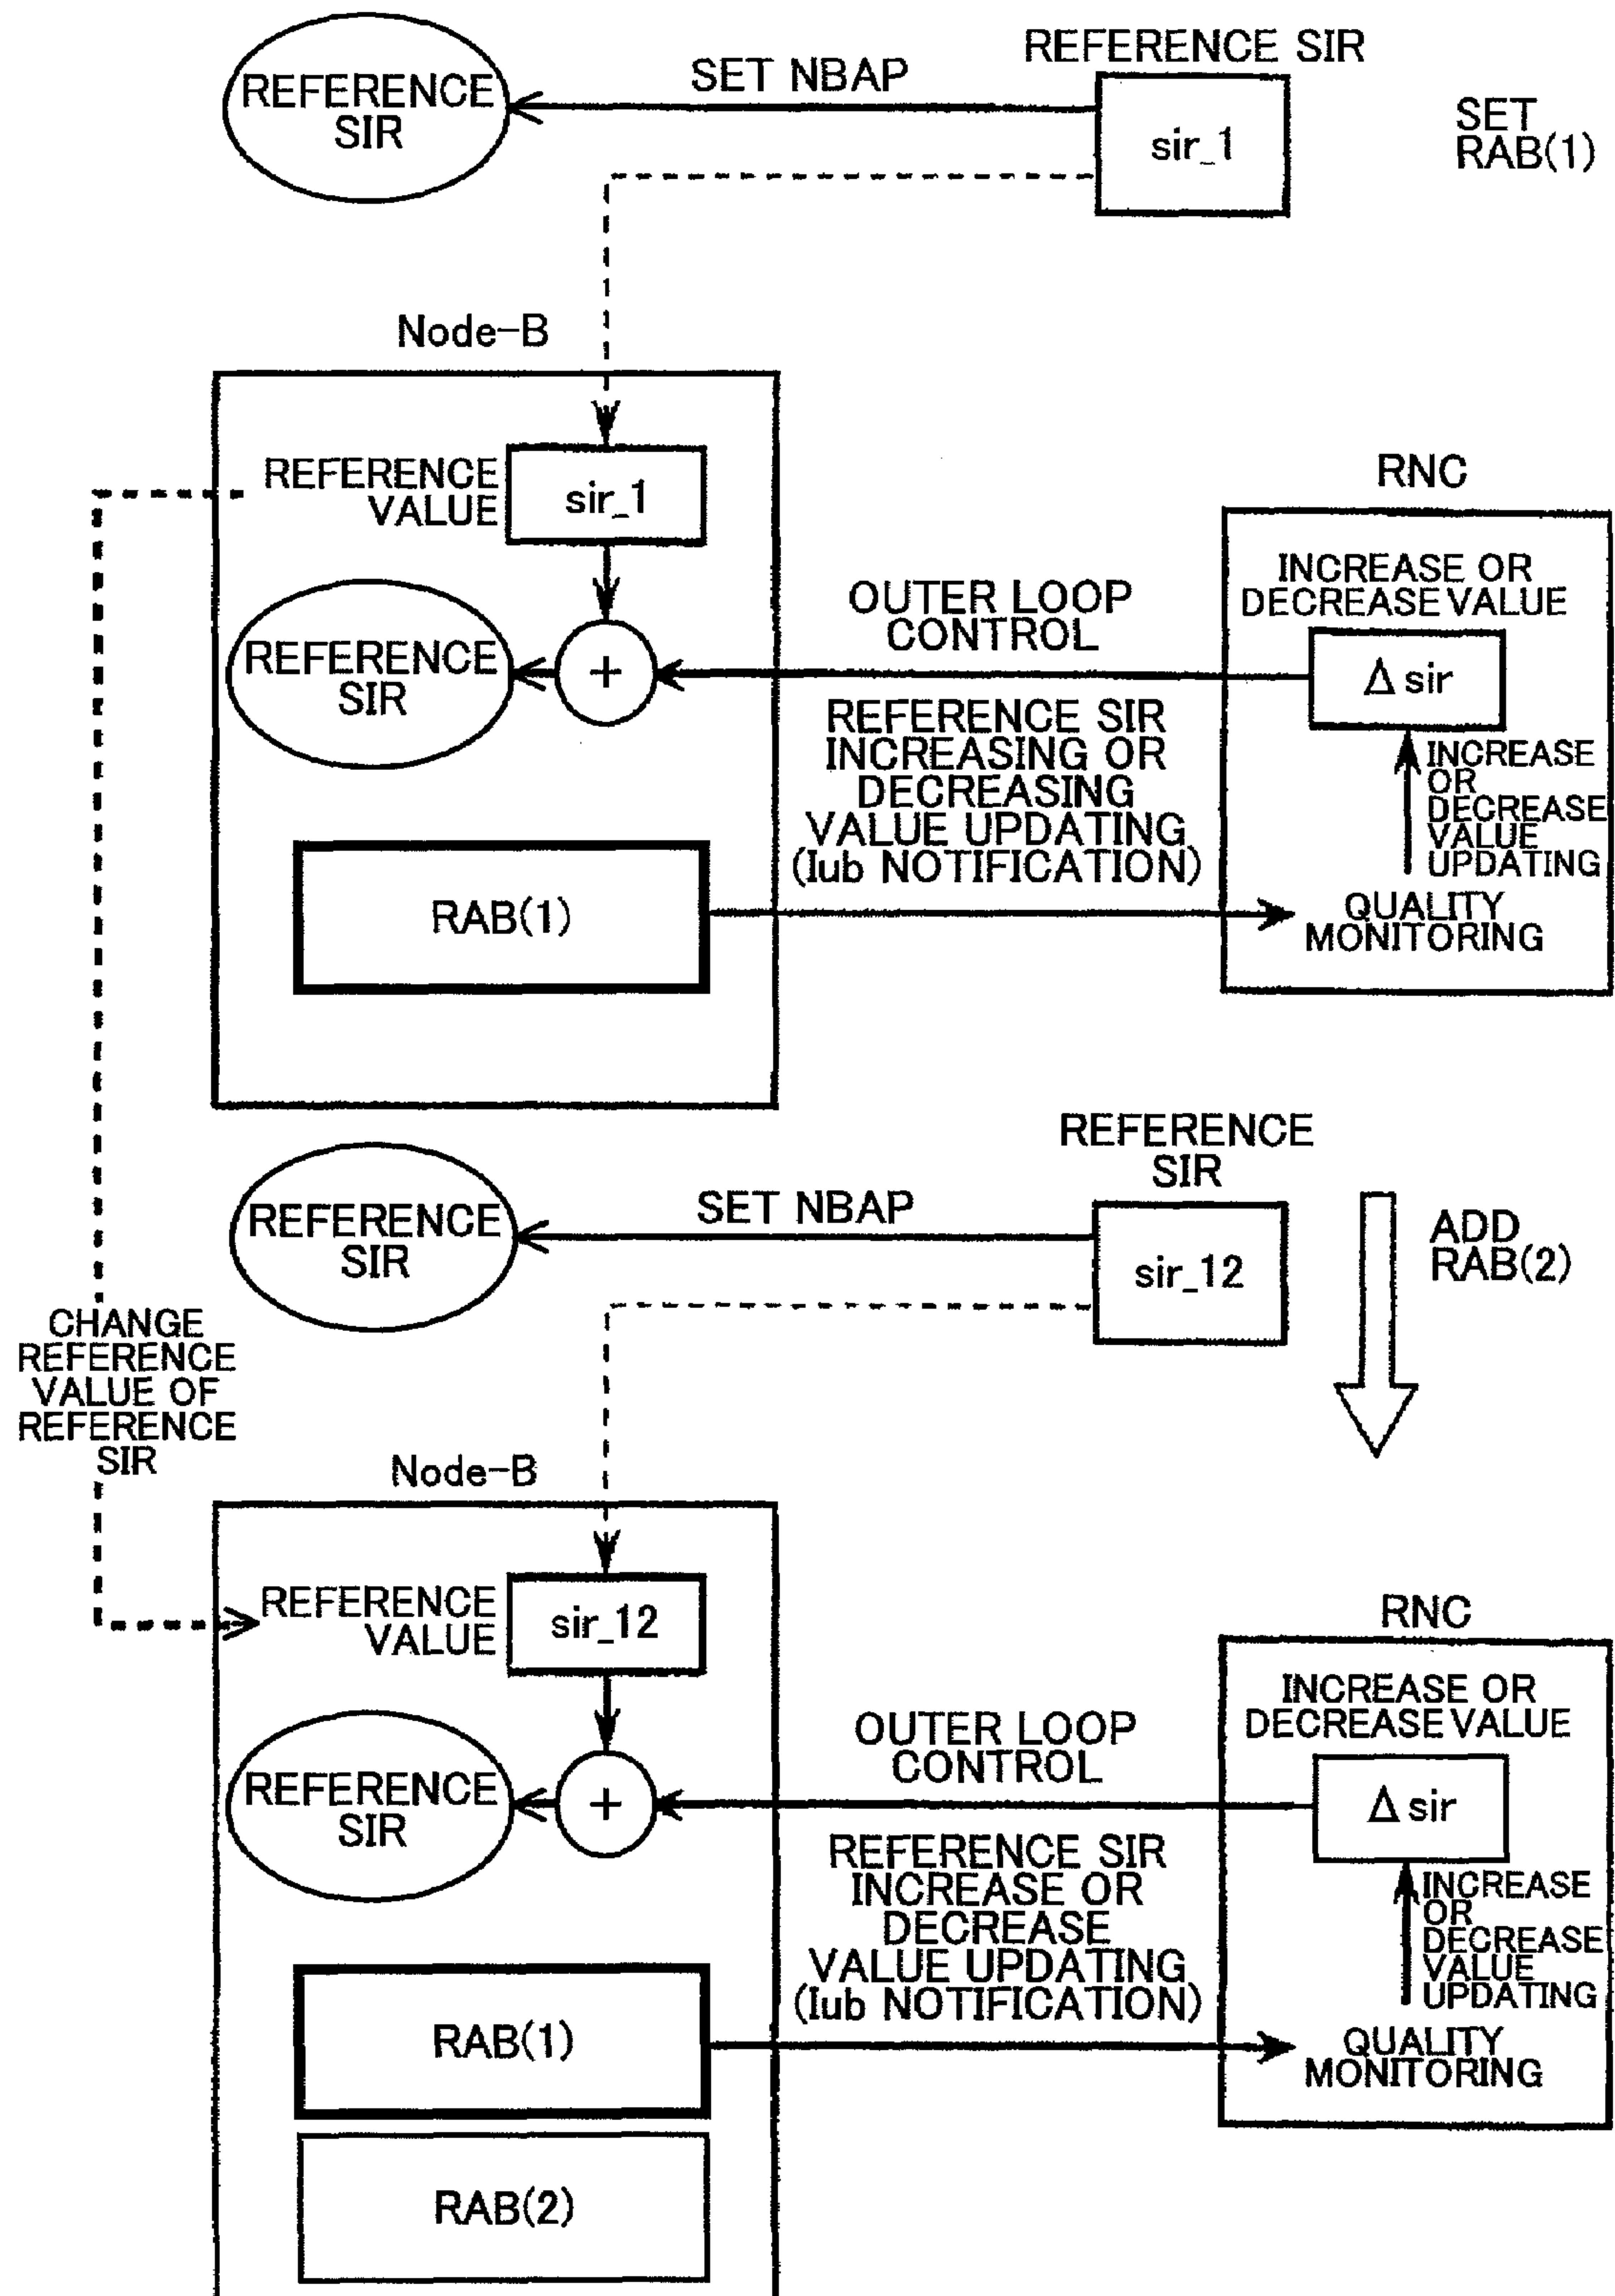 REFERENCE SIR
SET NBAP
REFERENCE
SIR
sir_1
SET
RAB(1)
Node-B
REFERENCE
VALUE
sir_1
RNC
INCREASE OR
DECREASE VALUE
OUTER LOOP
CONTROL
REFERENCE
SIR
+
Δsir
REFERENCE SIR
INCREASING OR
DECREASING
VALUE UPDATING
(Iub NOTIFICATION)
INCREASE
OR
DECREASE
VALUE
UPDATING
RAB(1)
QUALITY
MONITORING
REFERENCE
SIR
SET NBAP
REFERENCE
SIR
sir_12
ADD
RAB(2)
CHANGE
REFERENCE
VALUE OF
REFERENCE
SIR
Node-B
REFERENCE
VALUE
sir_12
RNC
INCREASE OR
DECREASE VALUE
OUTER LOOP
CONTROL
REFERENCE
SIR
+
Δsir
REFERENCE SIR
INCREASE OR
DECREASE
VALUE UPDATING
(Iub NOTIFICATION)
INCREASE
OR
DECREASE
VALUE
UPDATING
RAB(1)
QUALITY
MONITORING
RAB(2)